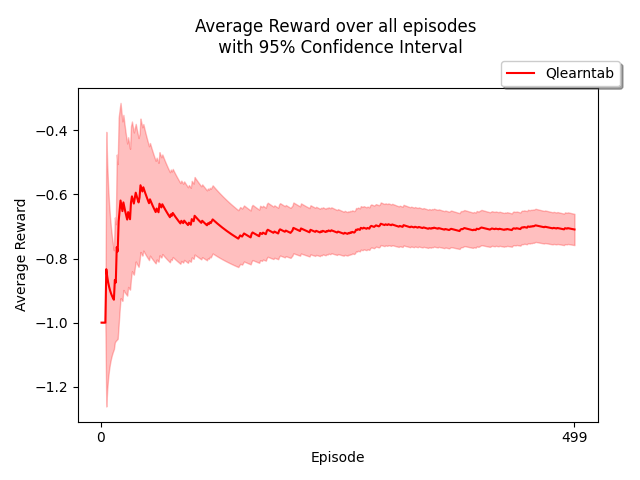 Average Reward over all episodes
with 95% Confidence Interval
Qlearntab
−0.4
−0.6
−0.8
−1.0
−1.2
Average Reward
0
499
Episode